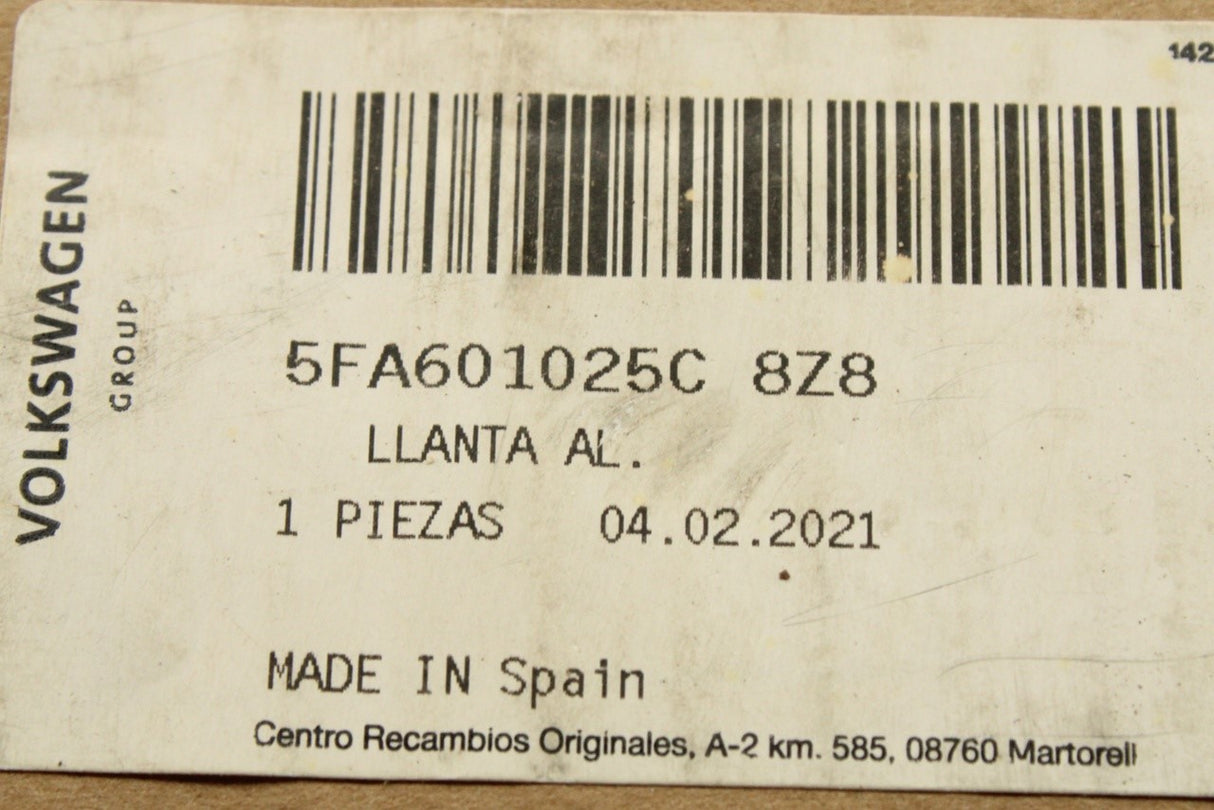 142
VOLKSWAGEN
GROUP
5FA601025C 8Z8
LLANTA AL.
1 PIEZAS 04.02.2021
MADE IN Spain
Centro Recambios Originales, A-2 km. 585, 08760 Martorell